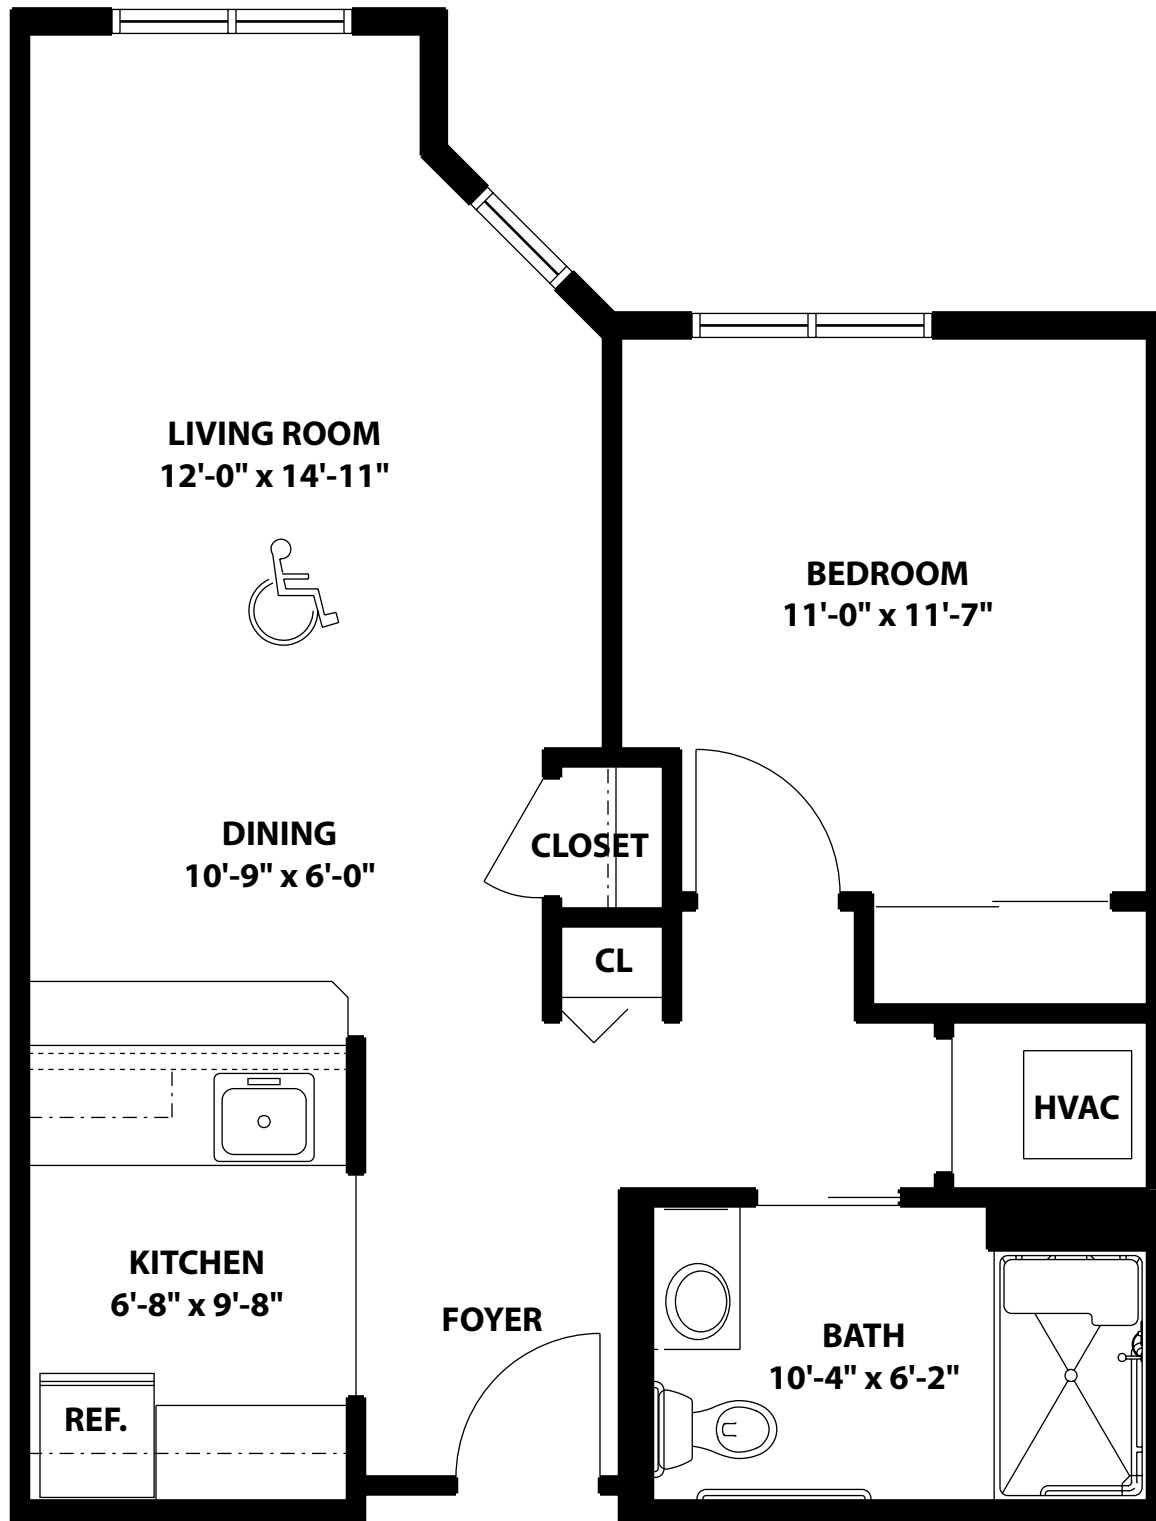 LIVING ROOM
12'-0" x 14'-11"
BEDROOM
11'-0" x 11'-7"
DINING
10'-9" x 6'-0"
CLOSET
CL
HVAC
KITCHEN
6'-8" x 9'-8"
FOYER
BATH
10'-4" x 6'-2"
REF.